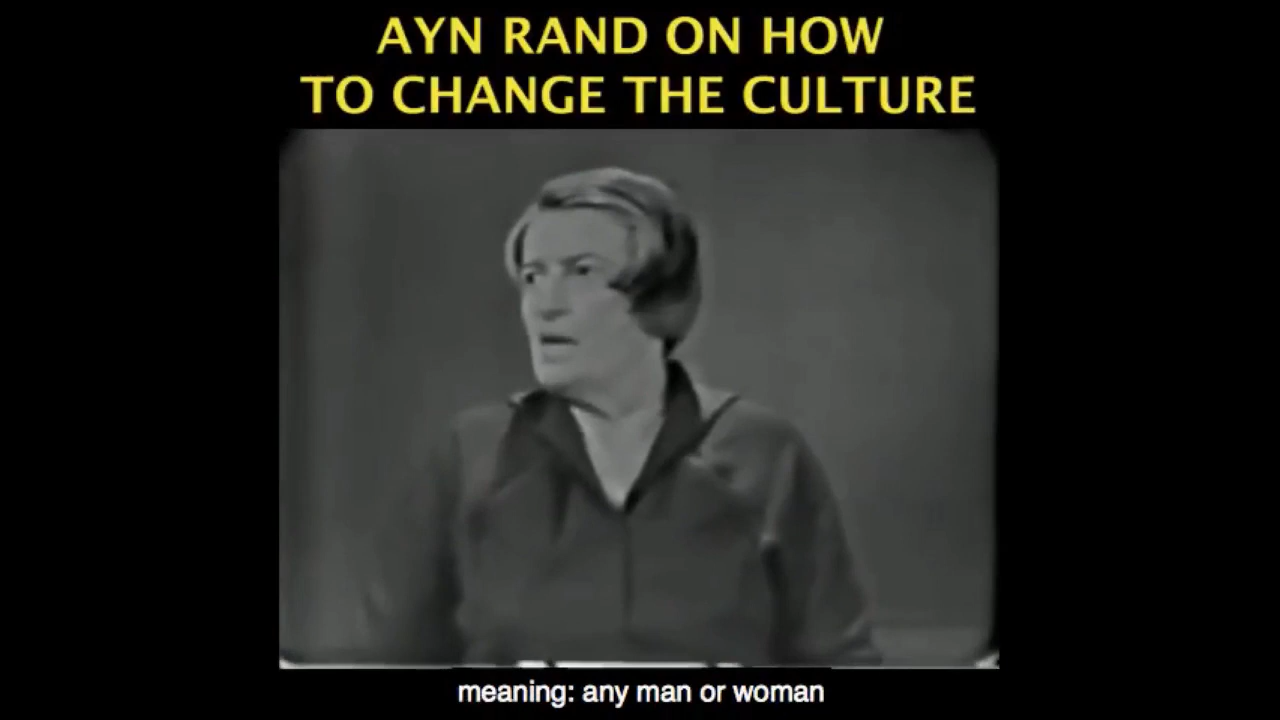 AYN RAND ON HOW
TO CHANGE THE CULTURE
meaning: any man or woman